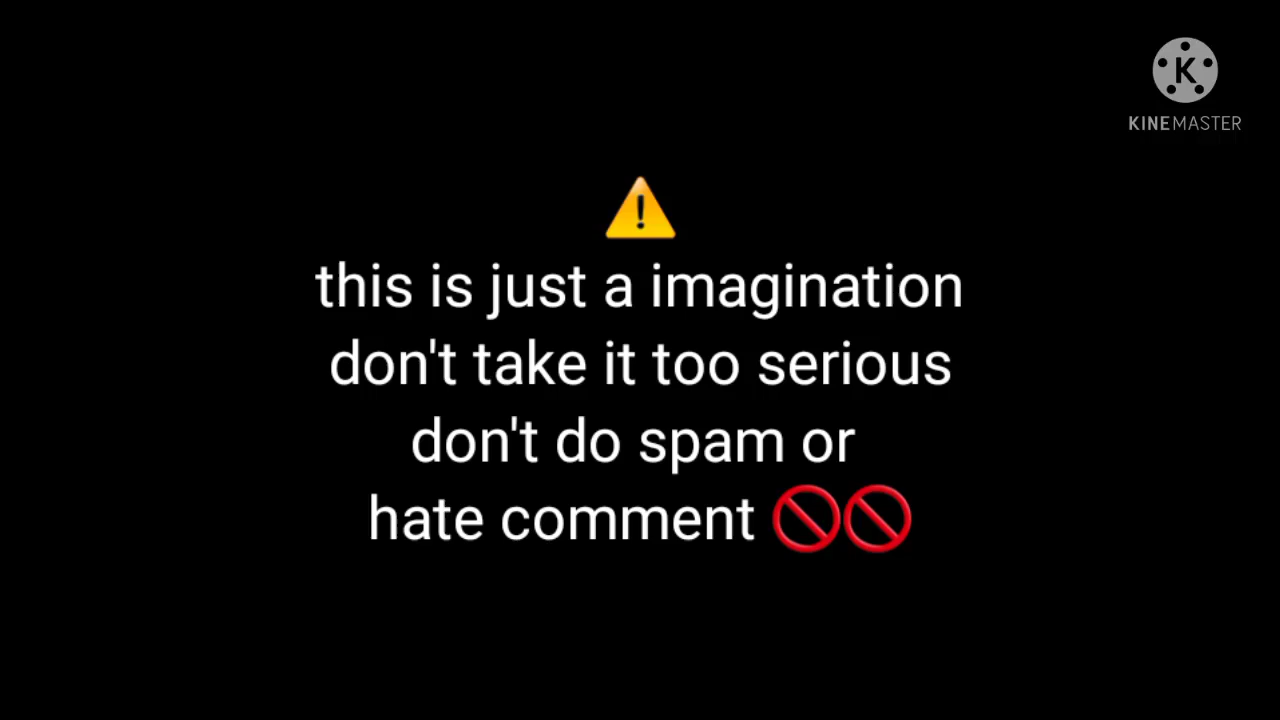 K
KINEMASTER
⚠️
this is just a imagination
don't take it too serious
don't do spam or
hate comment 🚫🚫